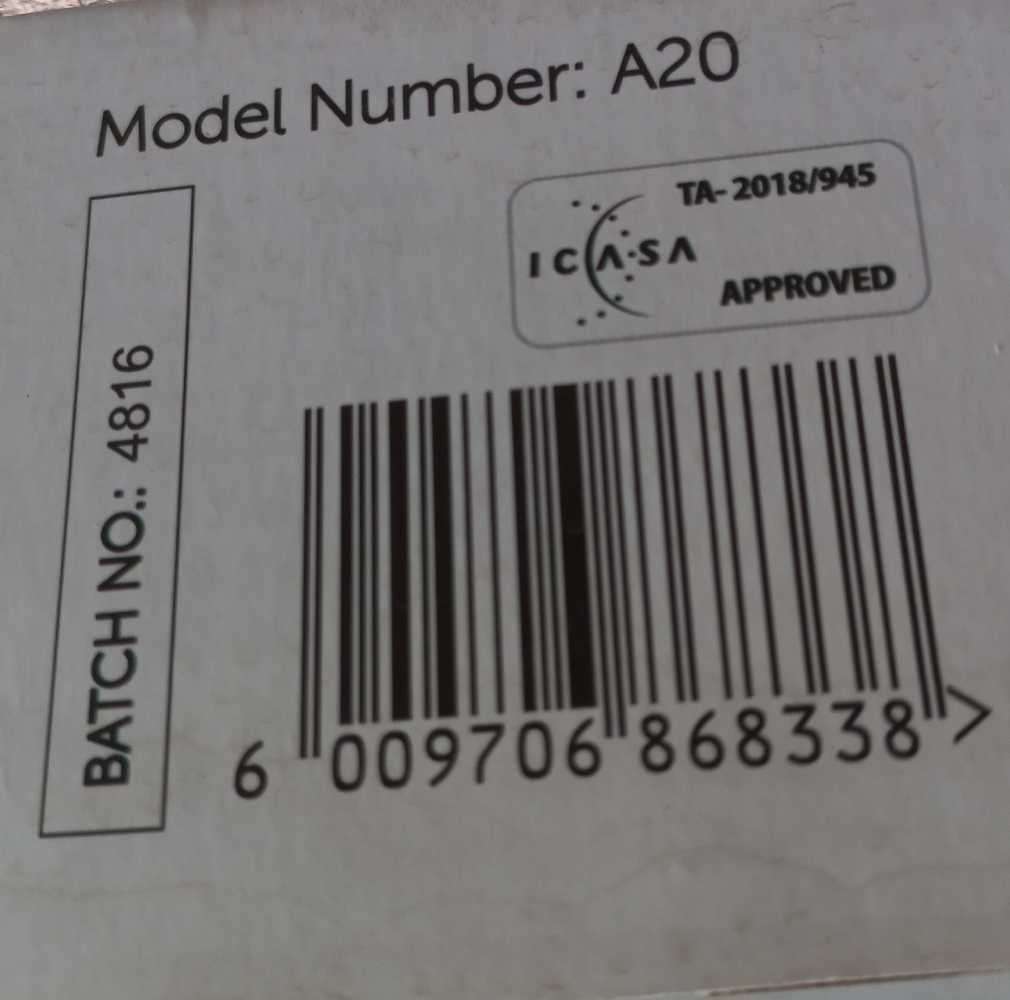 Model Number: A20
TA- 2018/945
ICASA
APPROVED
BATCH NO.: 4816
6 009706 868338 >